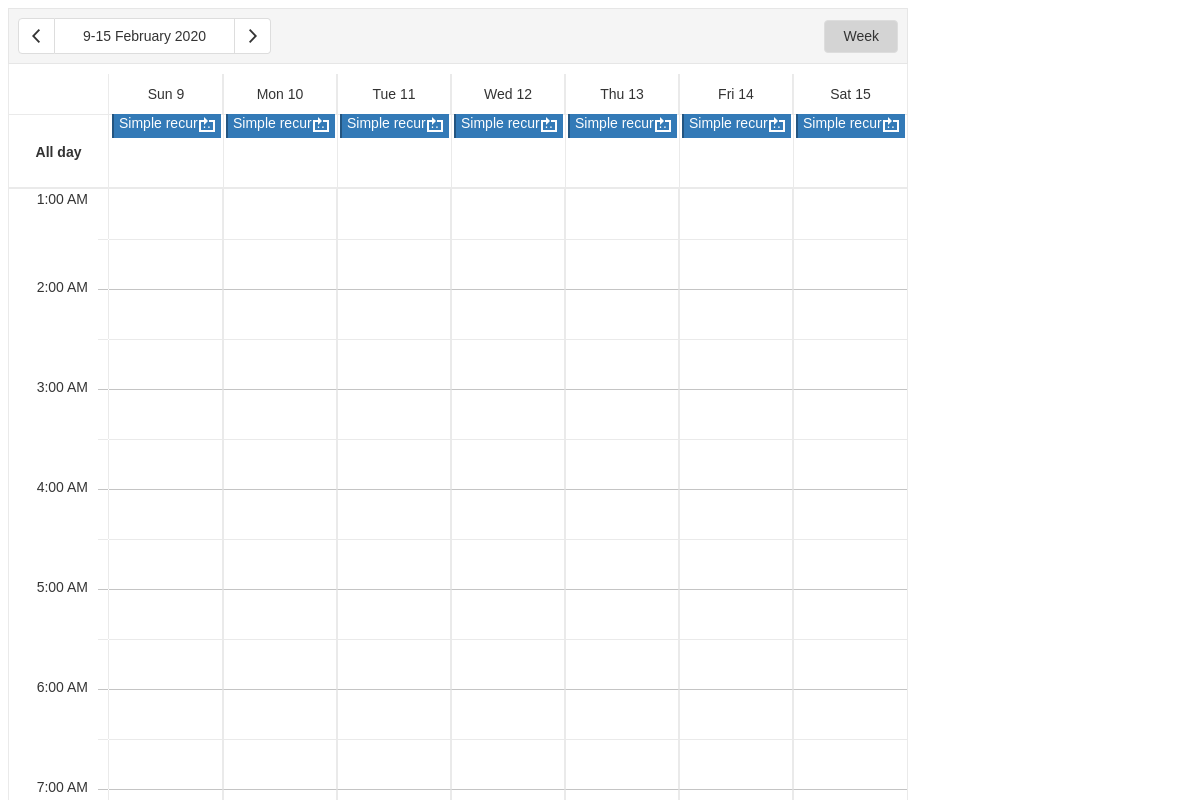 9-15 February 2020
Week
Sun 9 Mon 10 Tue 11 Wed 12 Thu 13 Fri 14 Sat 15
Simple recur Simple recur Simple recur Simple recur Simple recur Simple recur Simple recur
All day
1:00 AM
2:00 AM
3:00 AM
4:00 AM
5:00 AM
6:00 AM
7:00 AM